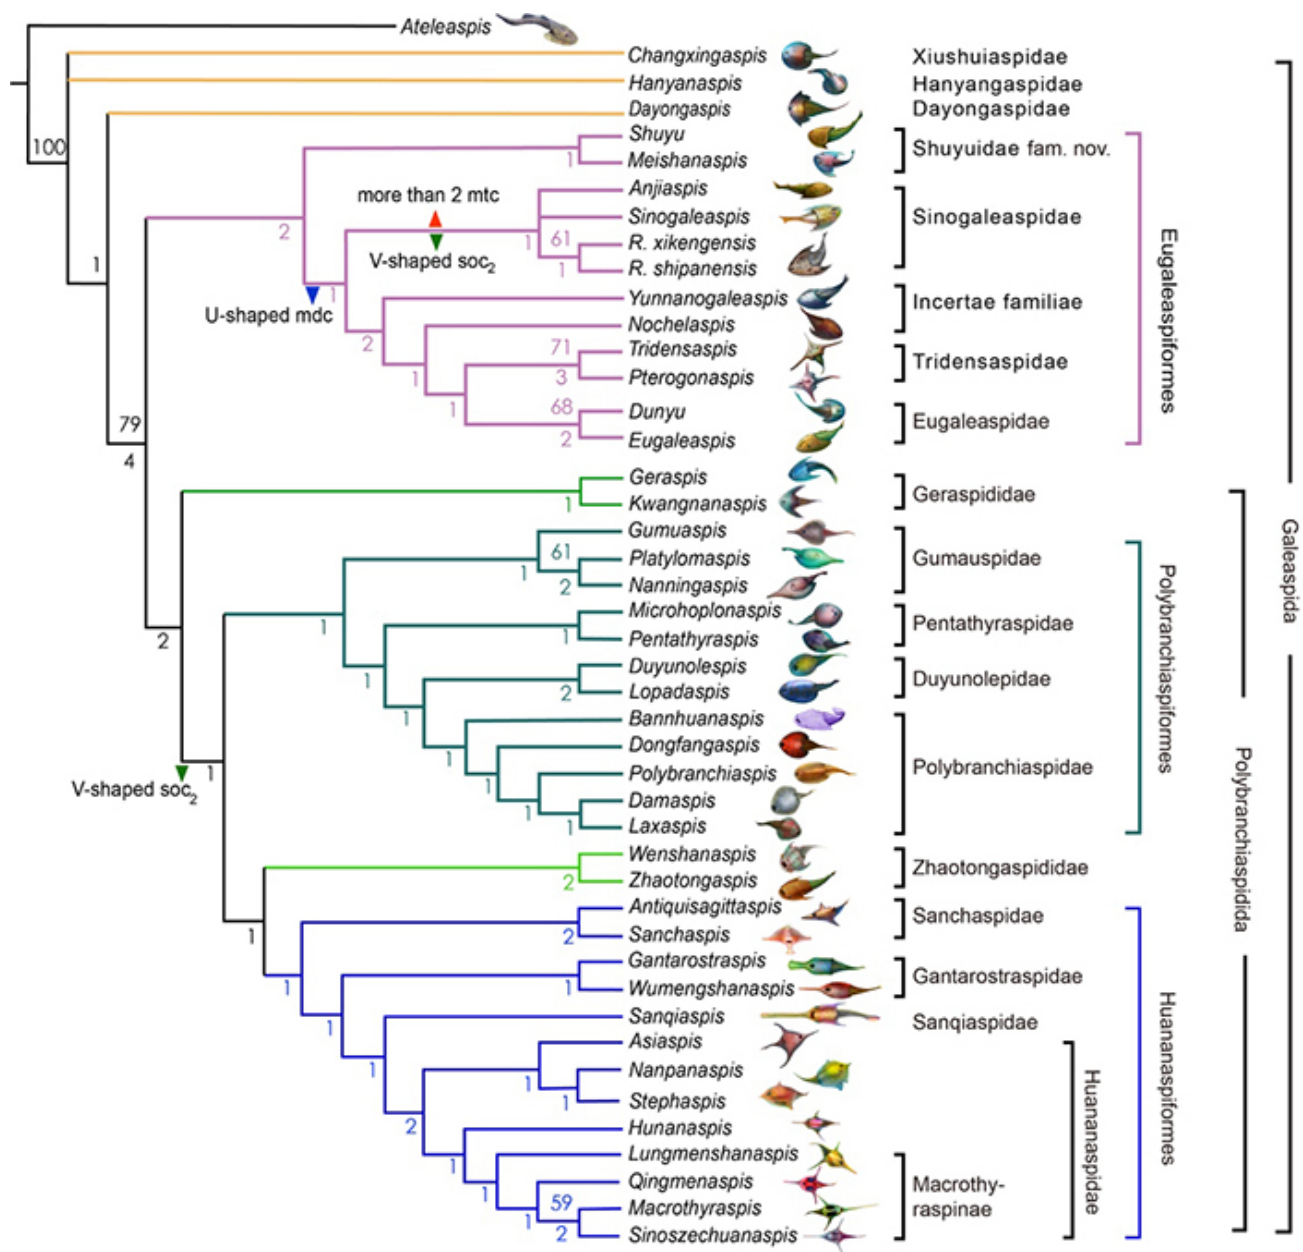 Ateleaspis
Changxingaspis Xiushuiaspidae
Hanyanaspis Hanyangaspidae
Dayongaspis Dayongaspidae
100
Shuyu
Meishanaspis
1
Shuyuidae fam. nov.
Anjiaspis
more than 2 mtc
Sinogaleaspis Sinogaleaspidae
2
1
61
R. xikengensis
V-shaped soc2
1
R. shipanensis
1
U-shaped mdc
1
Yunnanogaleaspis Incertae familiae
Nochelaspis
2
71
Tridensaspis
Tridensaspidae
1
3
Pterogonaspis
1
68
Dunyu
Eugaleaspidae
79
2
Eugaleaspis
4
Eugaleaspiformes
Geraspis
Geraspididae
1
Kwangnanaspis
Gumuaspis
61
Platylomaspis Gumauspidae
1
2
Nanningaspis
Microhoplonaspis
1
1
Pentathyraspidae
2
Pentathyraspis
Duyunolespis
1
Duyunolepidae
2
Lopadaspis
1
Bannhuanaspis
Dongfangaspis
1
Polybranchiaspidae
V-shaped soc2
1
Polybranchiaspis
1
Damaspis
1
1
Laxaspis
Polybranchiaspiformes
Galeaspida
Wenshanaspis
Zhaotongaspididae
2
Zhaotongaspis
Antiquisagittaspis
Sanchaspidae
1
2
Sanchaspis
Polybranchiaspidida
Gantarostraspis
Gantarostraspidae
1
1
Wumengshanaspis
1
Sanqiaspis Sanqiaspidae
Asiaspis
1
Nanpanaspis
1
1
Stephaspis
2
Hunanaspis
Lungmenshanaspis
1
Qingmenaspis
Macrothy-
raspinae
1
59
Macrothyraspis
1
2
Sinoszechuanaspis
Huananaspidae
Huananaspiformes